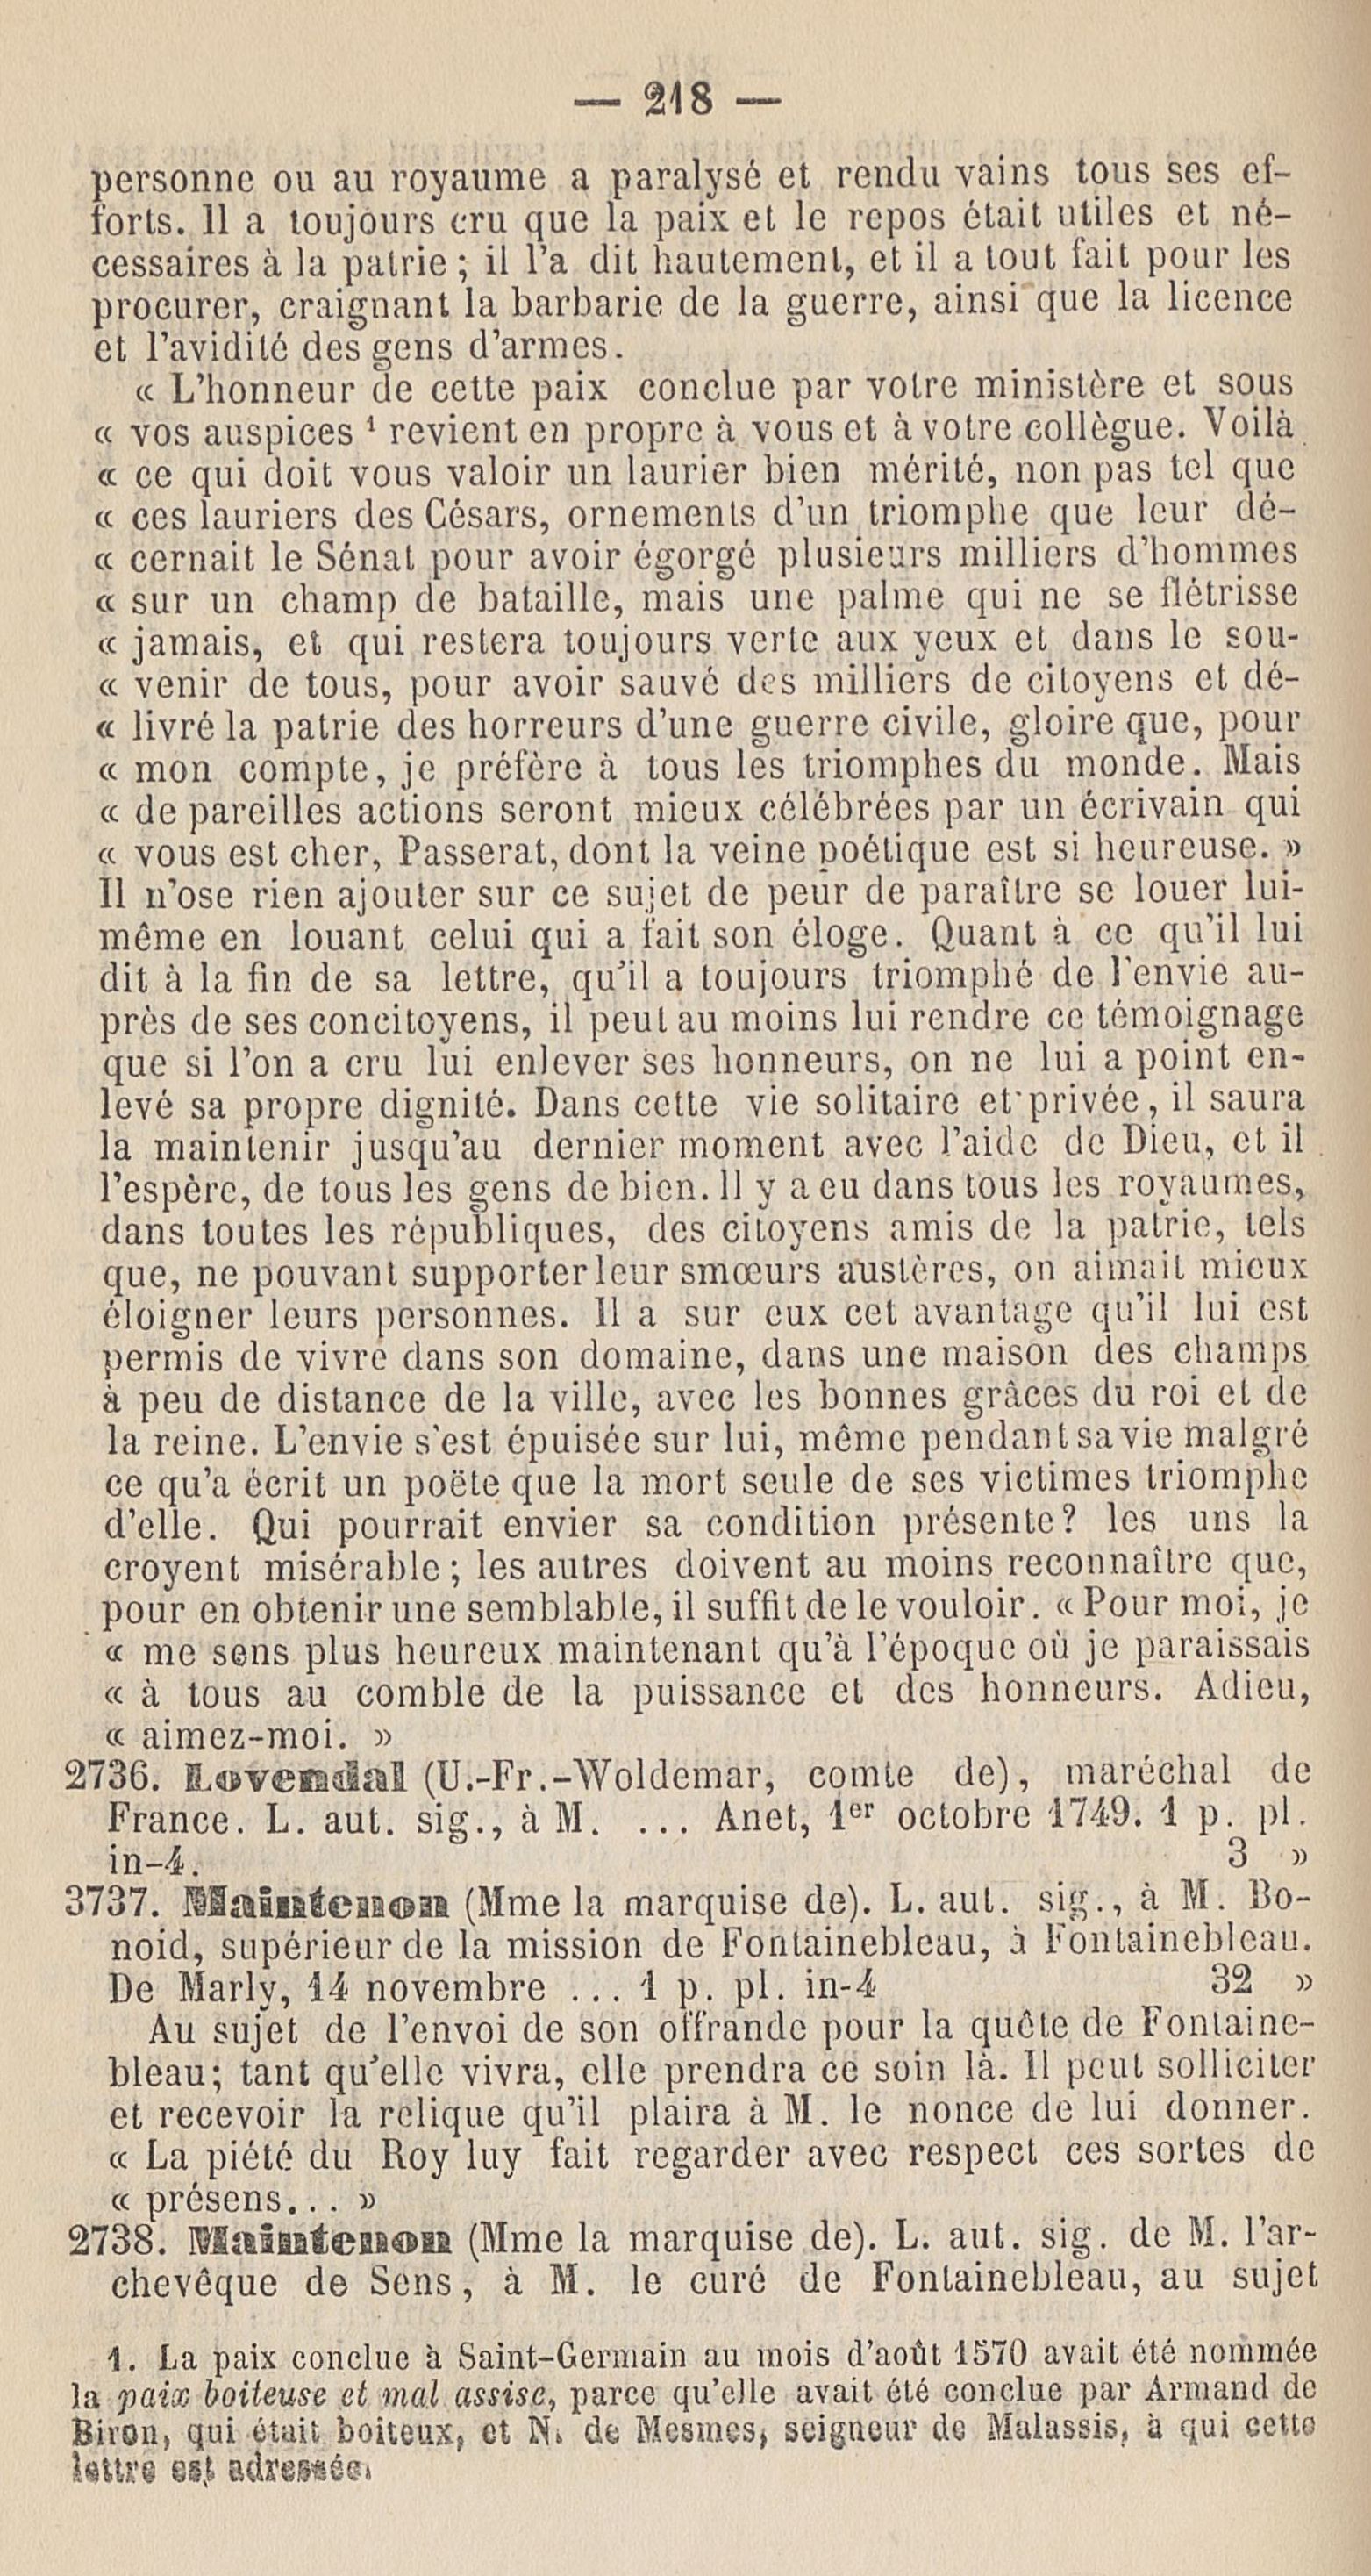 — 218 —
personne ou au royaume a paralysé et rendu vains tous ses ef-
forts. Il a toujours cru que la paix et le repos était utiles et né-
cessaires à la patrie ; il l'a dit hautement, et il a tout fait pour les
procurer, craignant la barbarie de la guerre, ainsi que la licence
et l'avidité des gens d'armes.
« L'honneur de cette paix conclue par votre ministère et sous
« vos auspices ¹ revient en propre à vous et à votre collègue. Voilà
« ce qui doit vous valoir un laurier bien mérité, non pas tel que
« ces lauriers des Césars, ornements d'un triomphe que leur dé-
« cernait le Sénat pour avoir égorgé plusieurs milliers d'hommes
« sur un champ de bataille, mais une palme qui ne se flétrisse
« jamais, et qui restera toujours verte aux yeux et dans le sou-
« venir de tous, pour avoir sauvé des milliers de citoyens et dé-
« livré la patrie des horreurs d'une guerre civile, gloire que, pour
« mon compte, je préfère à tous les triomphes du monde. Mais
« de pareilles actions seront mieux célébrées par un écrivain qui
« vous est cher, Passerat, dont la veine poétique est si heureuse. »
Il n'ose rien ajouter sur ce sujet de peur de paraître se louer lui-
même en louant celui qui a fait son éloge. Quant à ce qu'il lui
dit à la fin de sa lettre, qu'il a toujours triomphé de l'envie au-
près de ses concitoyens, il peut au moins lui rendre ce témoignage
que si l'on a cru lui enlever ses honneurs, on ne lui a point en-
levé sa propre dignité. Dans cette vie solitaire et privée, il saura
la maintenir jusqu'au dernier moment avec l'aide de Dieu, et il
l'espère, de tous les gens de bien. Il y a eu dans tous les royaumes,
dans toutes les républiques, des citoyens amis de la patrie, tels
que, ne pouvant supporter leur smœurs austères, on aimait mieux
éloigner leurs personnes. Il a sur eux cet avantage qu'il lui est
permis de vivre dans son domaine, dans une maison des champs
à peu de distance de la ville, avec les bonnes grâces du roi et de
la reine. L'envie s'est épuisée sur lui, même pendant sa vie malgré
ce qu'a écrit un poëte que la mort seule de ses victimes triomphe
d'elle. Qui pourrait envier sa condition présente? les uns la
croyent misérable ; les autres doivent au moins reconnaître que,
pour en obtenir une semblable, il suffit de le vouloir. « Pour moi, je
« me sens plus heureux maintenant qu'à l'époque où je paraissais
« à tous au comble de la puissance et des honneurs. Adieu,
« aimez-moi. »
2736. Lovendal (U.-Fr.-Woldemar, comte de), maréchal de
France. L. aut. sig., à M. ... Anet, 1er octobre 1749. 1 p. pl.
in-4. 3 »
3737. Maintenon (Mme la marquise de). L. aut. sig., à M. Bo-
noid, supérieur de la mission de Fontainebleau, à Fontainebleau.
De Marly, 14 novembre ... 1 p. pl. in-4 32 »
Au sujet de l'envoi de son offrande pour la quête de Fontaine-
bleau; tant qu'elle vivra, elle prendra ce soin là. Il peut solliciter
et recevoir la relique qu'il plaira à M. le nonce de lui donner.
« La piété du Roy luy fait regarder avec respect ces sortes de
« présens... »
2738. Maintenon (Mme la marquise de). L. aut. sig. de M. l'ar-
chevêque de Sens, à M. le curé de Fontainebleau, au sujet
1. La paix conclue à Saint-Germain au mois d'août 1570 avait été nommée
la paix boiteuse et mal assise, parce qu'elle avait été conclue par Armand de
Biron, qui était boiteux, et N. de Mesmes, seigneur de Malassis, à qui cette
lettre est adressée.